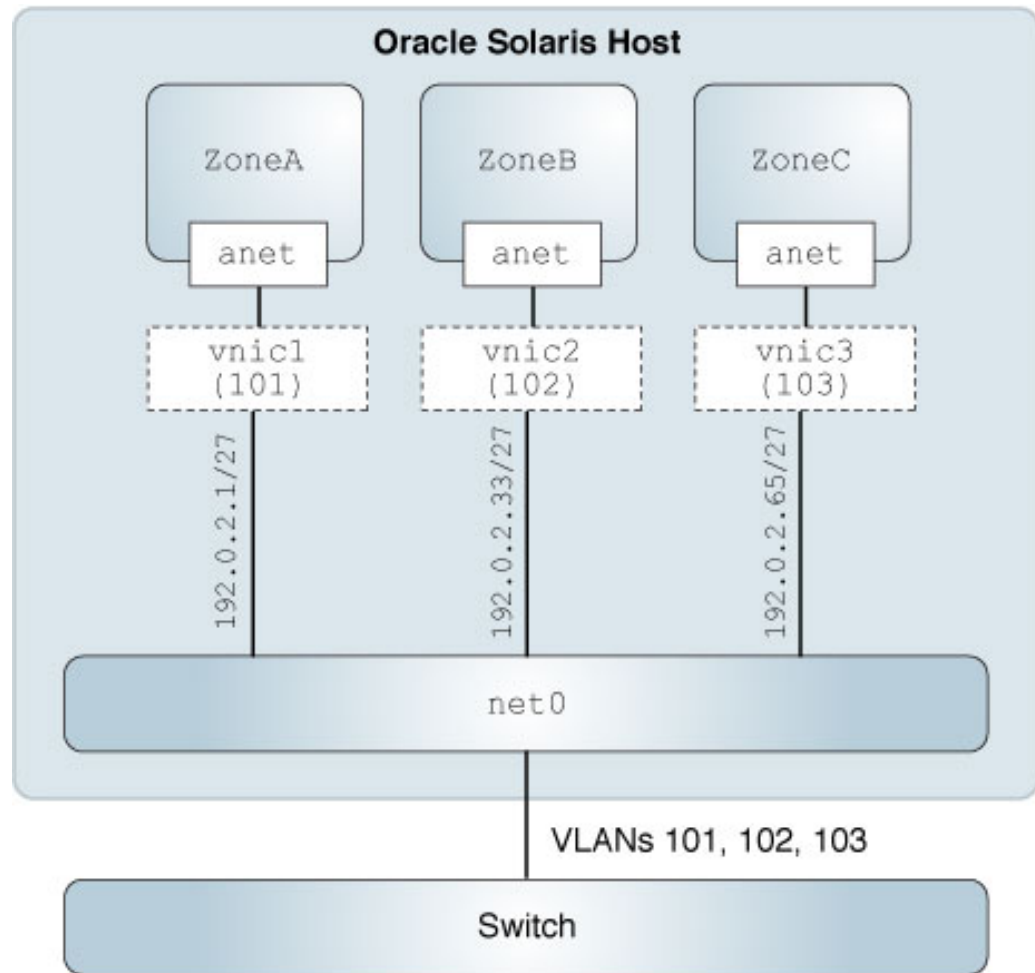 Oracle Solaris Host
ZoneA
ZoneB
ZoneC
anet
anet
anet
vnic1
(101)
vnic2
(102)
vnic3
(103)
192.0.2.1/27
192.0.2.33/27
192.0.2.65/27
net0
VLANs 101, 102, 103
Switch